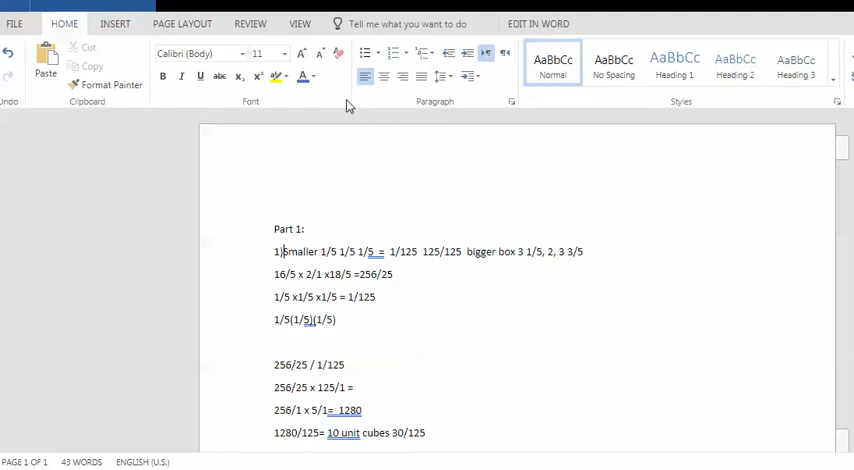 FILE HOME INSERT PAGE LAYOUT REVIEW VIEW Tell me what you want to do EDIT IN WORD
Cut
Calibri (Body) 11
AaBbCc AaBbCc AaBbCc AaBbCc AaBbCc
Copy
Paste
B I U abc x₂ x² A
Normal No Spacing Heading 1 Heading 2 Heading 3
Undo
Format Painter
Clipboard Font Paragraph Styles
Part 1:
1)Smaller 1/5 1/5 1/5 = 1/125 125/125 bigger box 3 1/5, 2, 3 3/5
16/5 x 2/1 x18/5 =256/25
1/5 x1/5 x1/5 = 1/125
1/5(1/5)(1/5)
256/25 / 1/125
256/25 x 125/1 =
256/1 x 5/1= 1280
1280/125= 10 unit cubes 30/125
PAGE 1 OF 1 43 WORDS ENGLISH (U.S.)